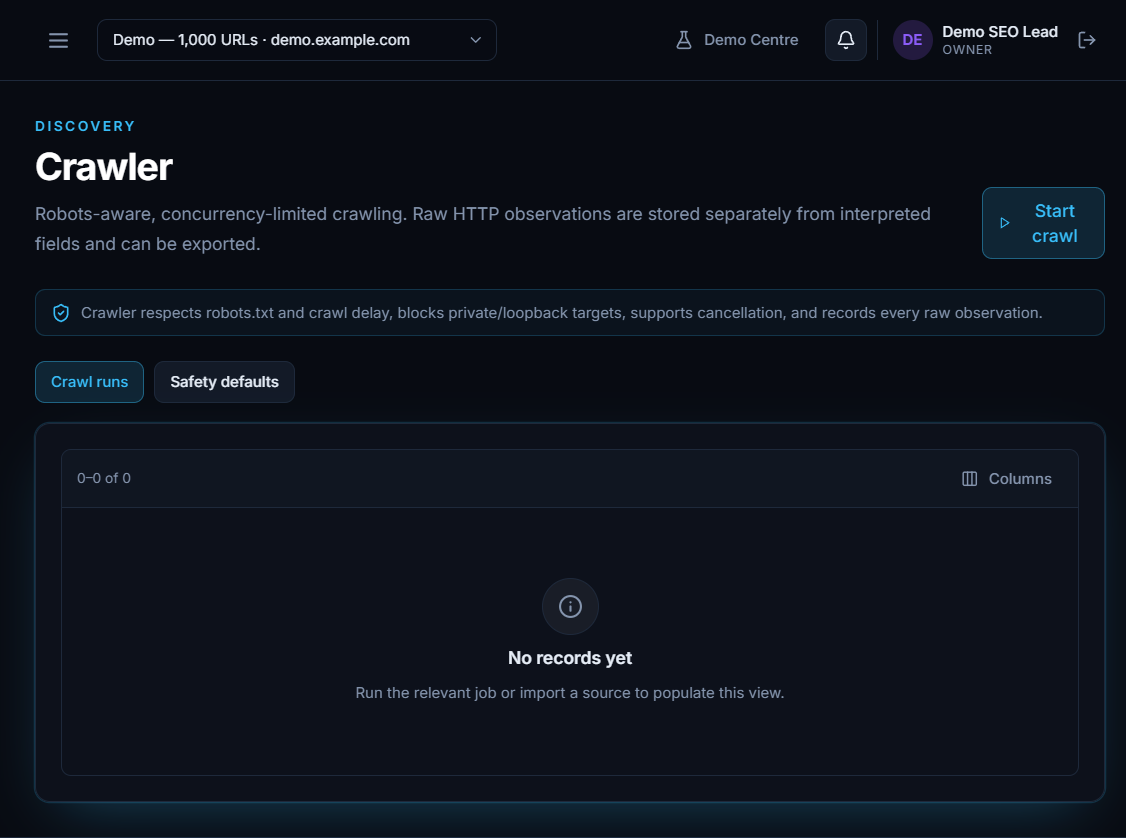 Demo — 1,000 URLs · demo.example.com
Demo Centre
DE
Demo SEO Lead
OWNER
DISCOVERY
Crawler
Robots-aware, concurrency-limited crawling. Raw HTTP observations are stored separately from interpreted
fields and can be exported.
Start
crawl
Crawler respects robots.txt and crawl delay, blocks private/loopback targets, supports cancellation, and records every raw observation.
Crawl runs
Safety defaults
0–0 of 0
Columns
No records yet
Run the relevant job or import a source to populate this view.